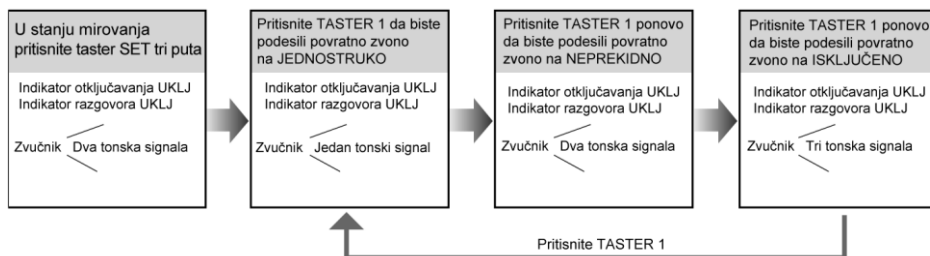 U stanju mirovanja
pritisnite taster SET tri puta
Indikator otključavanja UKLJ
Indikator razgovora UKLJ
Zvučnik Dva tonska signala
Pritisnite TASTER 1 da biste
podesili povratno zvono
na JEDNOSTRUKO
Indikator otključavanja UKLJ
Indikator razgovora UKLJ
Zvučnik Jedan tonski signal
Pritisnite TASTER 1 ponovo
da biste podesili povratno
zvono na NEPREKIDNO
Indikator otključavanja UKLJ
Indikator razgovora UKLJ
Zvučnik Dva tonska signala
Pritisnite TASTER 1 ponovo
da biste podesili povratno
zvono na ISKLJUČENO
Indikator otključavanja UKLJ
Indikator razgovora UKLJ
Zvučnik Tri tonska signala
Pritisnite TASTER 1